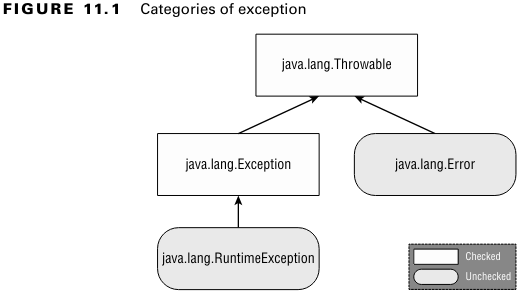 FIGURE 11.1 Categories of exception
java.lang.Throwable
java.lang.Exception
java.lang.Error
java.lang.RuntimeException
Checked
Unchecked